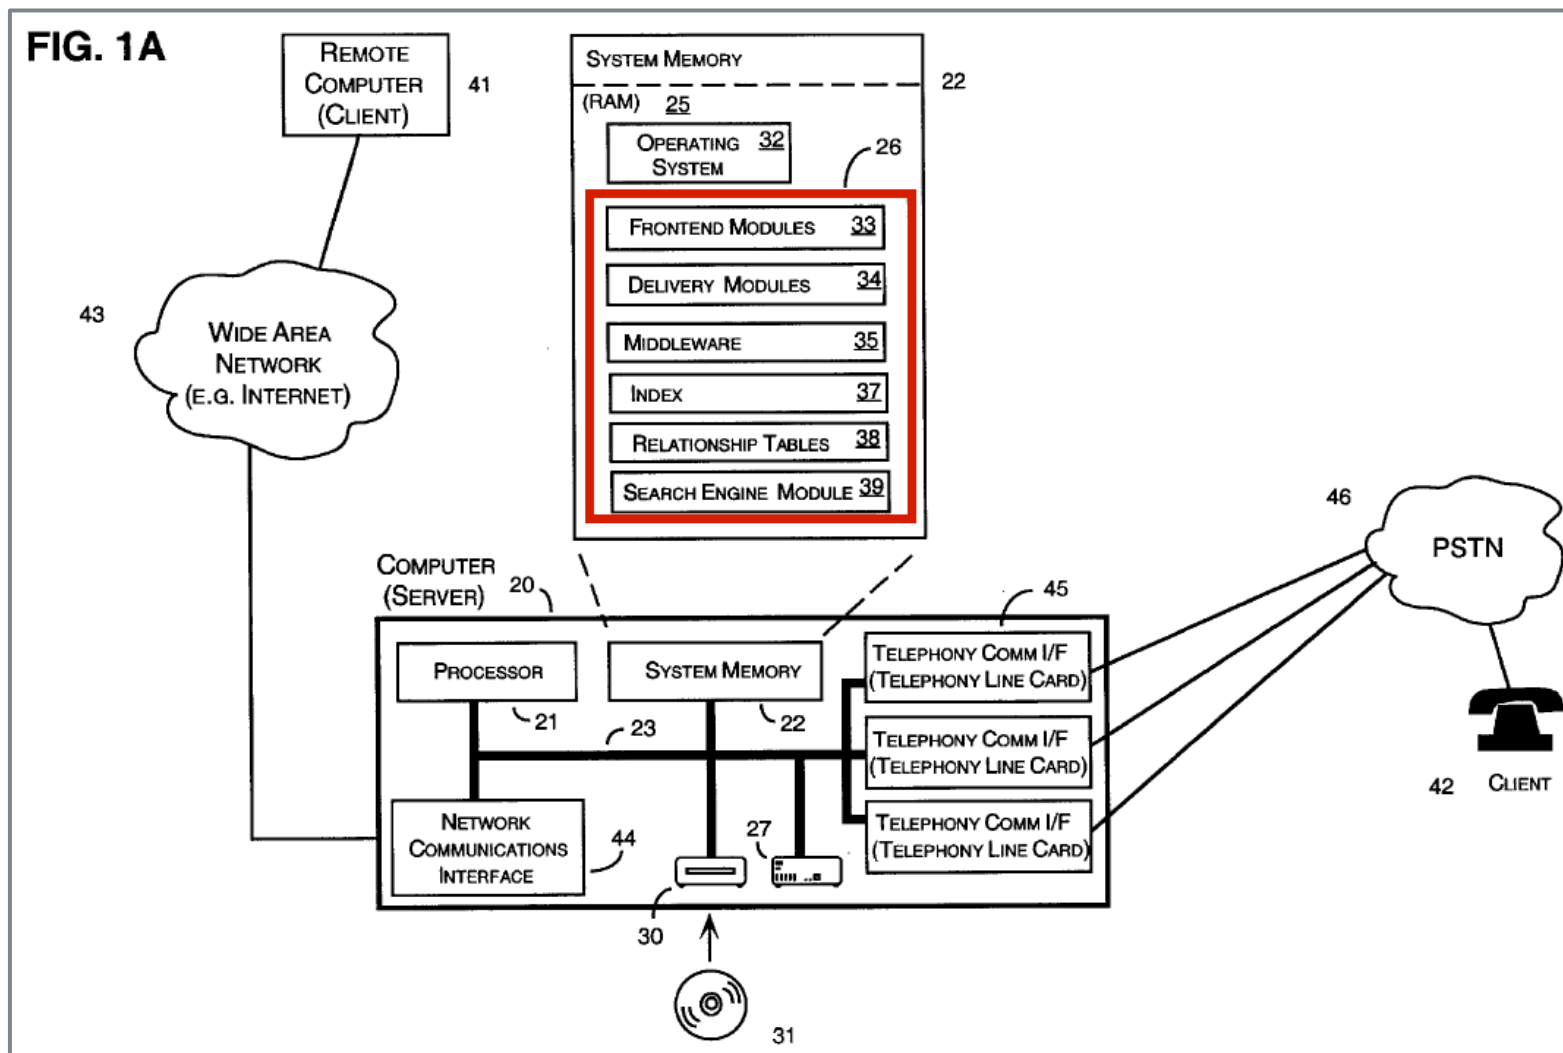 FIG. 1A
REMOTE
COMPUTER
(CLIENT)
41
SYSTEM MEMORY
22
(RAM) 25
OPERATING 32
SYSTEM
26
FRONTEND MODULES 33
DELIVERY MODULES 34
MIDDLEWARE 35
INDEX 37
RELATIONSHIP TABLES 38
SEARCH ENGINE MODULE 39
43
WIDE AREA
NETWORK
(E.G. INTERNET)
46
PSTN
42 CLIENT
COMPUTER
(SERVER)
20
45
PROCESSOR
21
SYSTEM MEMORY
22
23
TELEPHONY COMM I/F
(TELEPHONY LINE CARD)
TELEPHONY COMM I/F
(TELEPHONY LINE CARD)
TELEPHONY COMM I/F
(TELEPHONY LINE CARD)
NETWORK
COMMUNICATIONS
INTERFACE
44
27
30
31